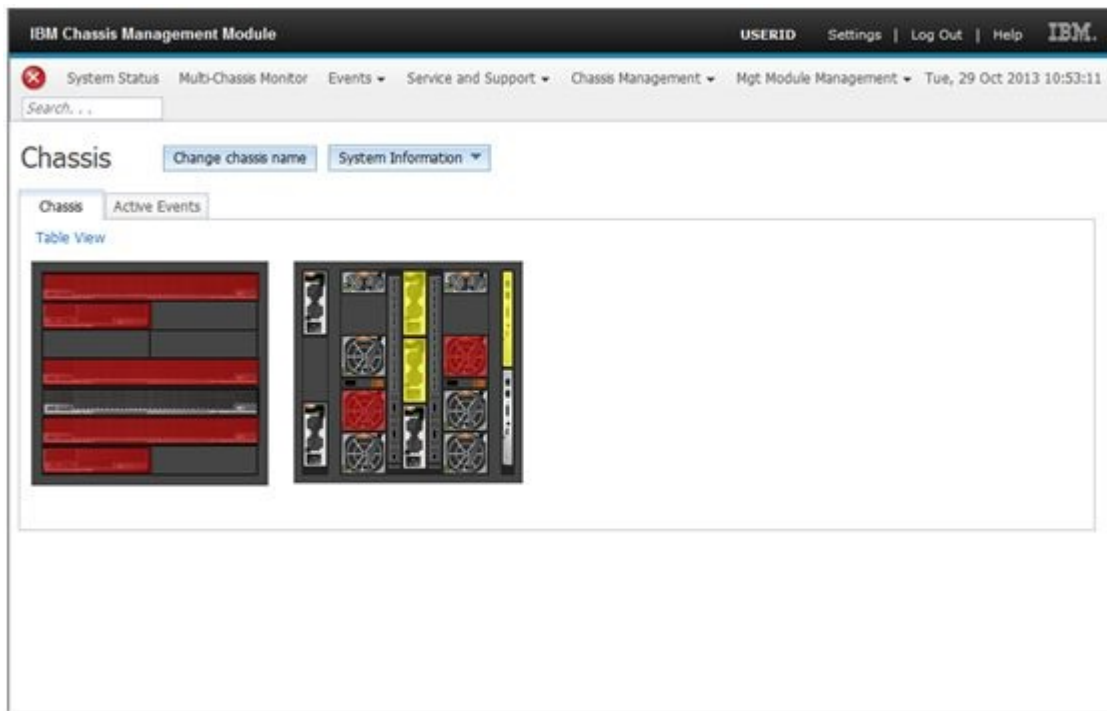 IBM Chassis Management Module USERID Settings | Log Out | Help IBM.
System Status Multi-Chassis Monitor Events Service and Support Chassis Management Mgt Module Management Tue, 29 Oct 2013 10:53:11
Search. . .
Chassis Change chassis name System Information
Chassis Active Events
Table View